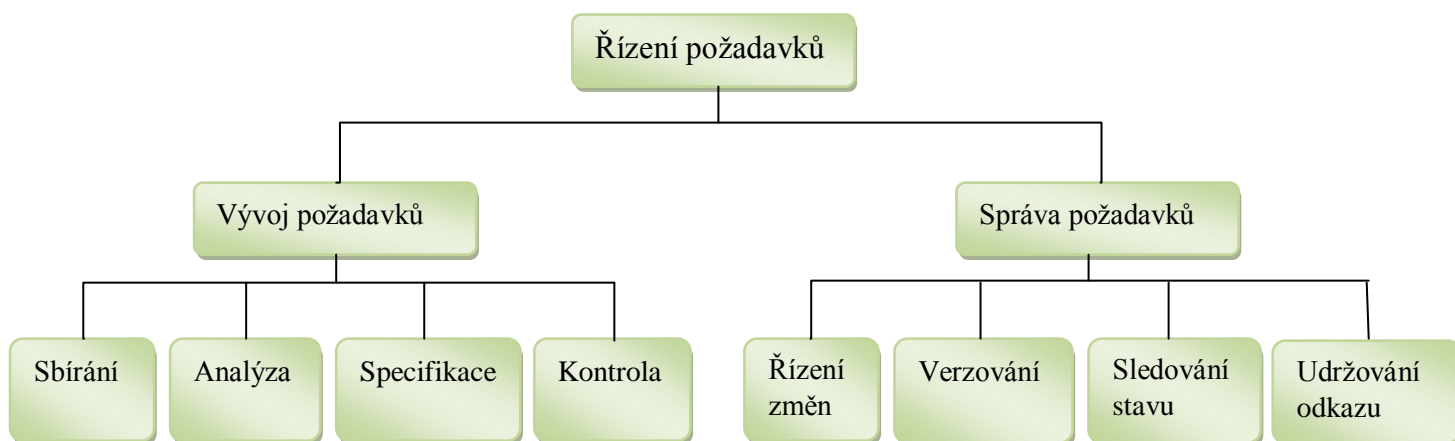 Řízení požadavků
Vývoj požadavků
Správa požadavků
Sbírání
Analýza
Specifikace
Kontrola
Řízení
změn
Verzování
Sledování
stavu
Udržování
odkazu